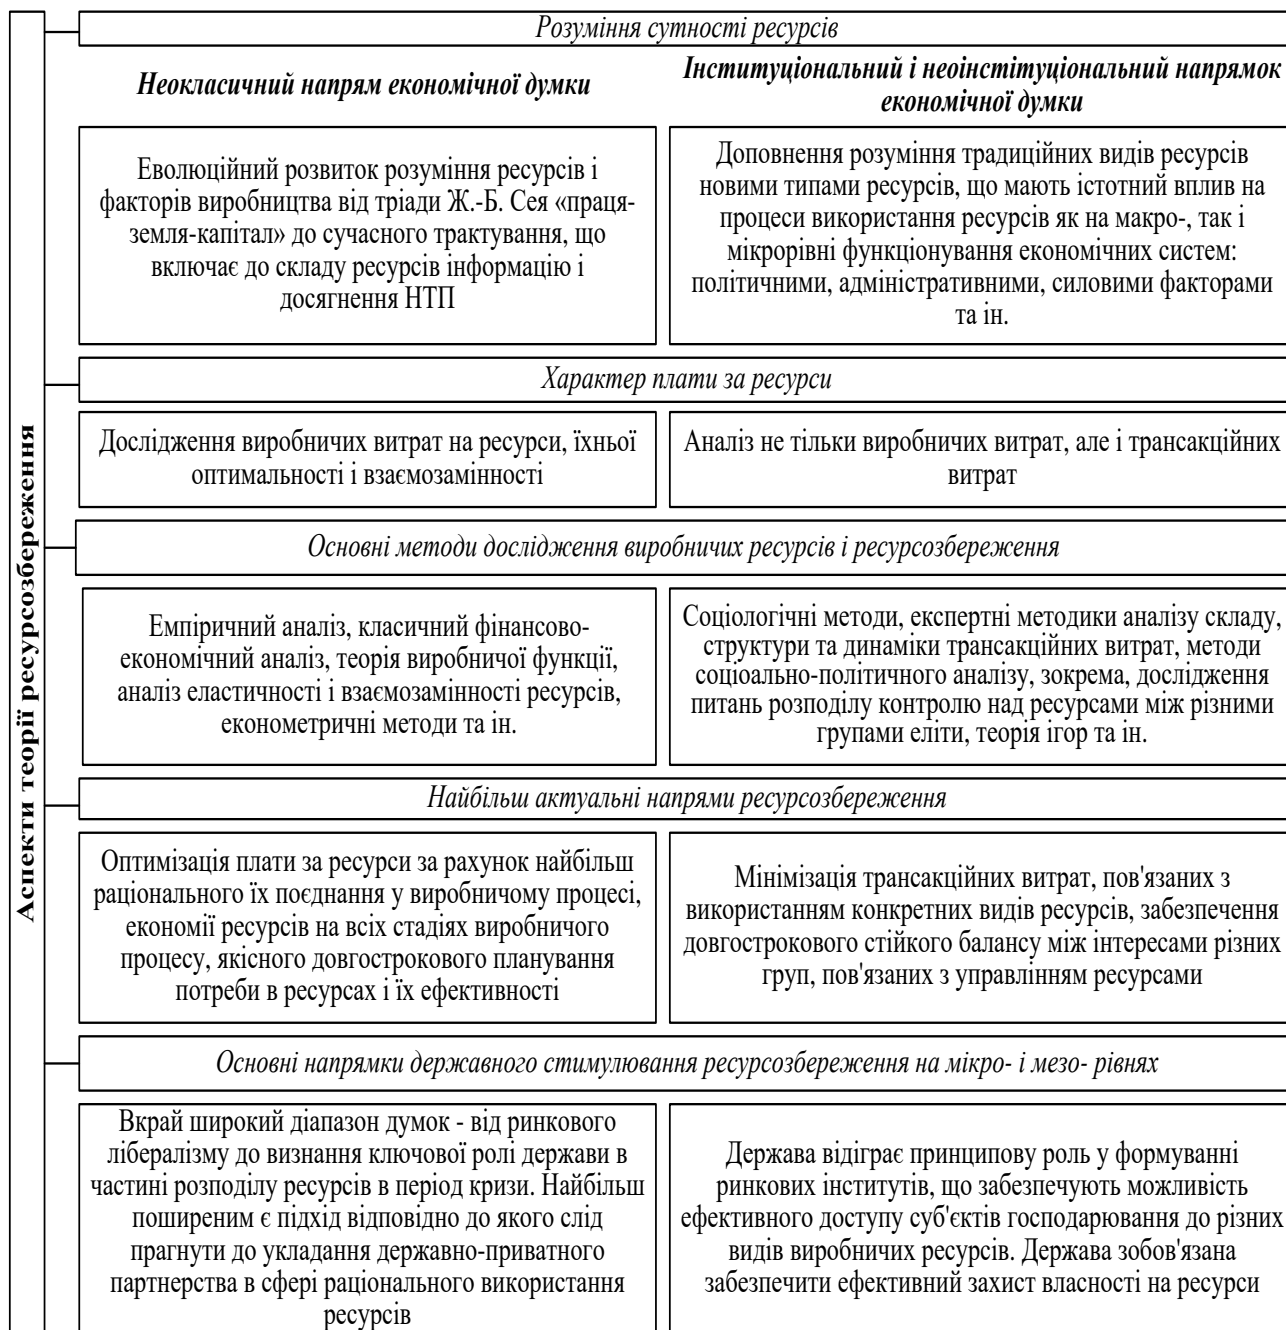 Аспекти теорії ресурсозбереження
Розуміння сутності ресурсів
Неокласичний напрям економічної думки
Інституціональний і неоінстітуціональний напрямок
економічної думки
Еволюційний розвиток розуміння ресурсів і
факторів виробництва від тріади Ж.-Б. Сея «праця-
земля-капітал» до сучасного трактування, що
включає до складу ресурсів інформацію і
досягнення НТП
Доповнення розуміння традиційних видів ресурсів
новими типами ресурсів, що мають істотний вплив на
процеси використання ресурсів як на макро-, так і
мікрорівні функціонування економічних систем:
політичними, адміністративними, силовими факторами
та ін.
Характер плати за ресурси
Дослідження виробничих витрат на ресурси, їхньої
оптимальності і взаємозамінності
Аналіз не тільки виробничих витрат, але і трансакційних
витрат
Основні методи дослідження виробничих ресурсів і ресурсозбереження
Емпіричний аналіз, класичний фінансово-
економічний аналіз, теорія виробничої функції,
аналіз еластичності і взаємозамінності ресурсів,
економетричні методи та ін.
Соціологічні методи, експертні методики аналізу складу,
структури та динаміки трансакційних витрат, методи
соціоально-політичного аналізу, зокрема, дослідження
питань розподілу контролю над ресурсами між різними
групами еліти, теорія ігор та ін.
Найбільш актуальні напрями ресурсозбереження
Оптимізація плати за ресурси за рахунок найбільш
раціонального їх поєднання у виробничому процесі,
економії ресурсів на всіх стадіях виробничого
процесу, якісного довгострокового планування
потреби в ресурсах і їх ефективності
Мінімізація трансакційних витрат, пов'язаних з
використанням конкретних видів ресурсів, забезпечення
довгострокового стійкого балансу між інтересами різних
груп, пов'язаних з управлінням ресурсами
Основні напрямки державного стимулювання ресурсозбереження на мікро- і мезо- рівнях
Вкрай широкий діапазон думок - від ринкового
лібералізму до визнання ключової ролі держави в
частині розподілу ресурсів в період кризи. Найбільш
поширеним є підхід відповідно до якого слід
прагнути до укладання державно-приватного
партнерства в сфері раціонального використання
ресурсів
Держава відіграє принципову роль у формуванні
ринкових інститутів, що забезпечують можливість
ефективного доступу суб'єктів господарювання до різних
видів виробничих ресурсів. Держава зобов'язана
забезпечити ефективний захист власності на ресурси